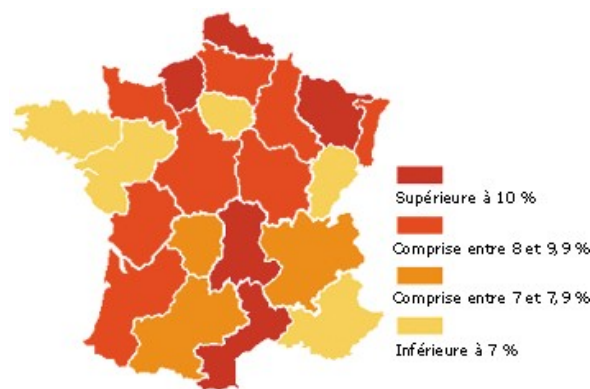 Supérieure à 10 %
Comprise entre 8 et 9,9 %
Comprise entre 7 et 7,9 %
Inférieure à 7 %